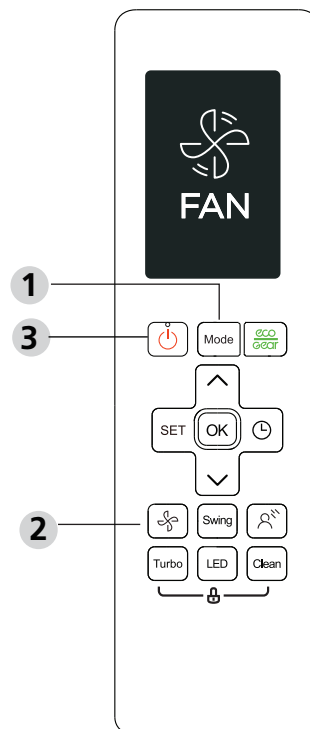 FAN
1
3
Mode
eco
Gear
SET
OK
2
Swing
Turbo
LED
Clean